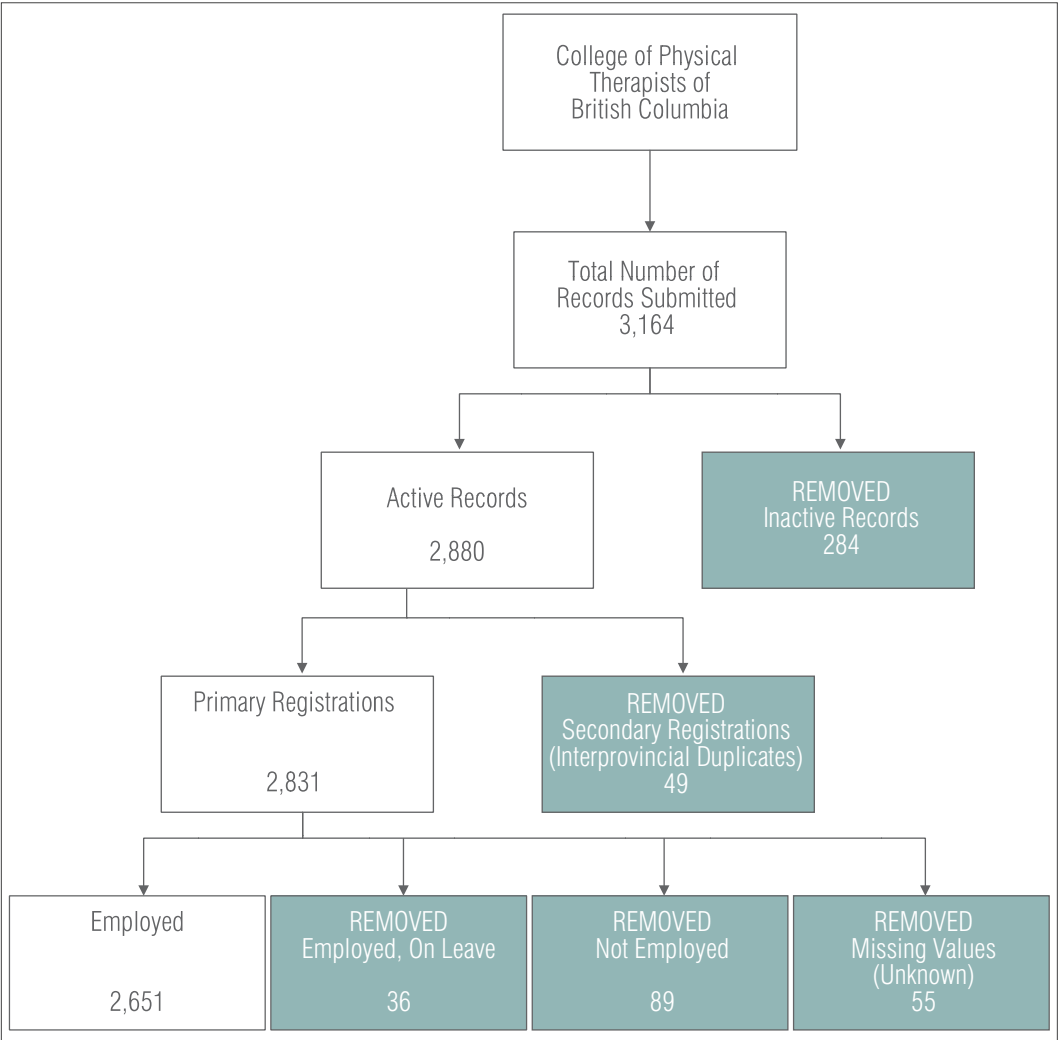 College of Physical
Therapists of
British Columbia
Total Number of
Records Submitted
3,164
Active Records
2,880
REMOVED
Inactive Records
284
Primary Registrations
2,831
REMOVED
Secondary Registrations
(Interprovincial Duplicates)
49
Employed
2,651
REMOVED
Employed, On Leave
36
REMOVED
Not Employed
89
REMOVED
Missing Values
(Unknown)
55